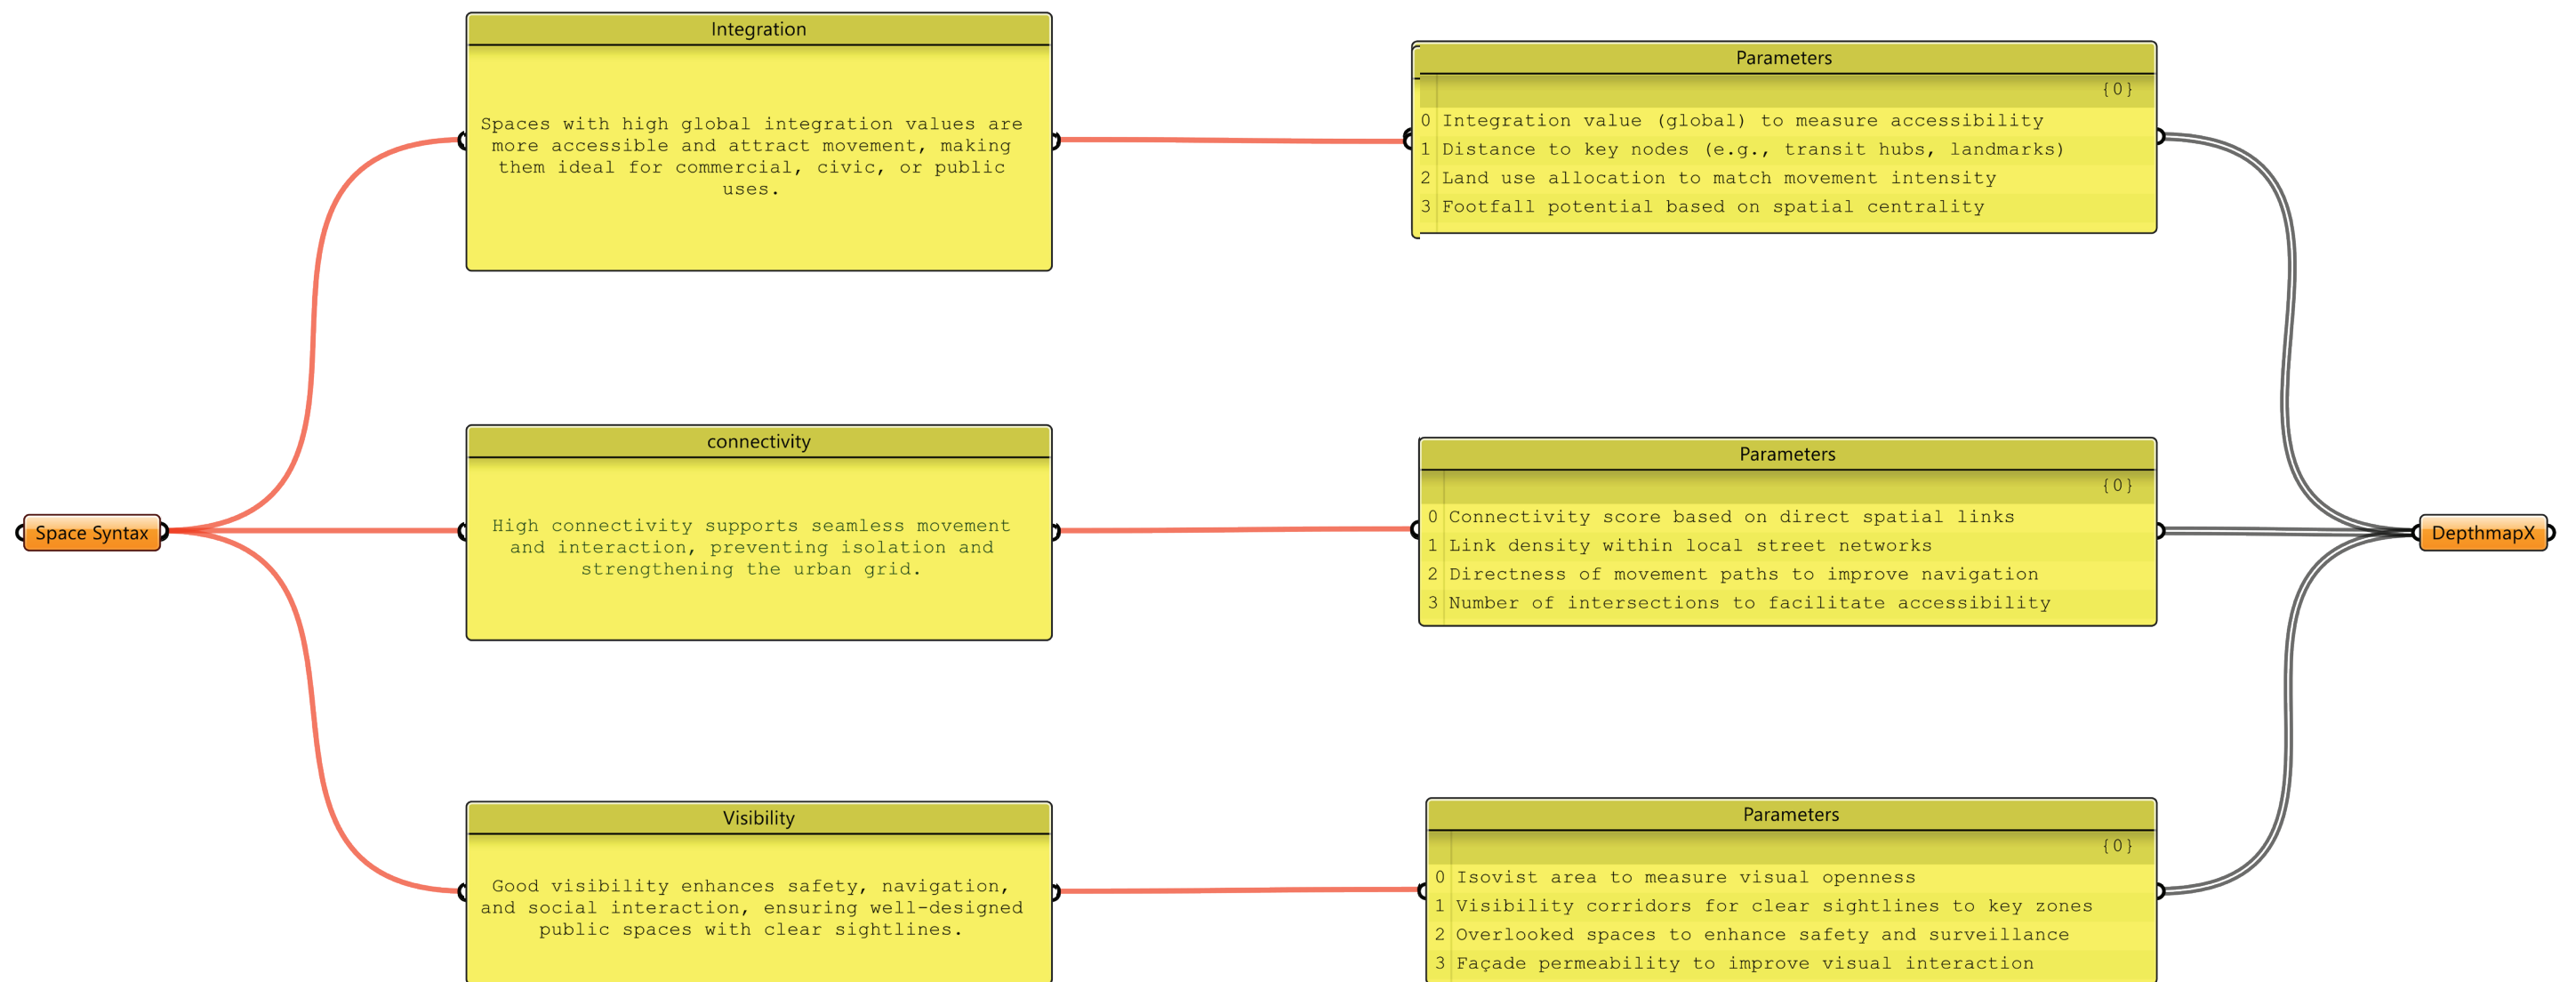 Space Syntax
Integration
Spaces with high global integration values are
more accessible and attract movement, making
them ideal for commercial, civic, or public
uses.
Parameters
{0}
0 Integration value (global) to measure accessibility
1 Distance to key nodes (e.g., transit hubs, landmarks)
2 Land use allocation to match movement intensity
3 Footfall potential based on spatial centrality
connectivity
High connectivity supports seamless movement
and interaction, preventing isolation and
strengthening the urban grid.
Parameters
{0}
0 Connectivity score based on direct spatial links
1 Link density within local street networks
2 Directness of movement paths to improve navigation
3 Number of intersections to facilitate accessibility
Visibility
Good visibility enhances safety, navigation,
and social interaction, ensuring well-designed
public spaces with clear sightlines.
Parameters
{0}
0 Isovist area to measure visual openness
1 Visibility corridors for clear sightlines to key zones
2 Overlooked spaces to enhance safety and surveillance
3 Façade permeability to improve visual interaction
DepthmapX